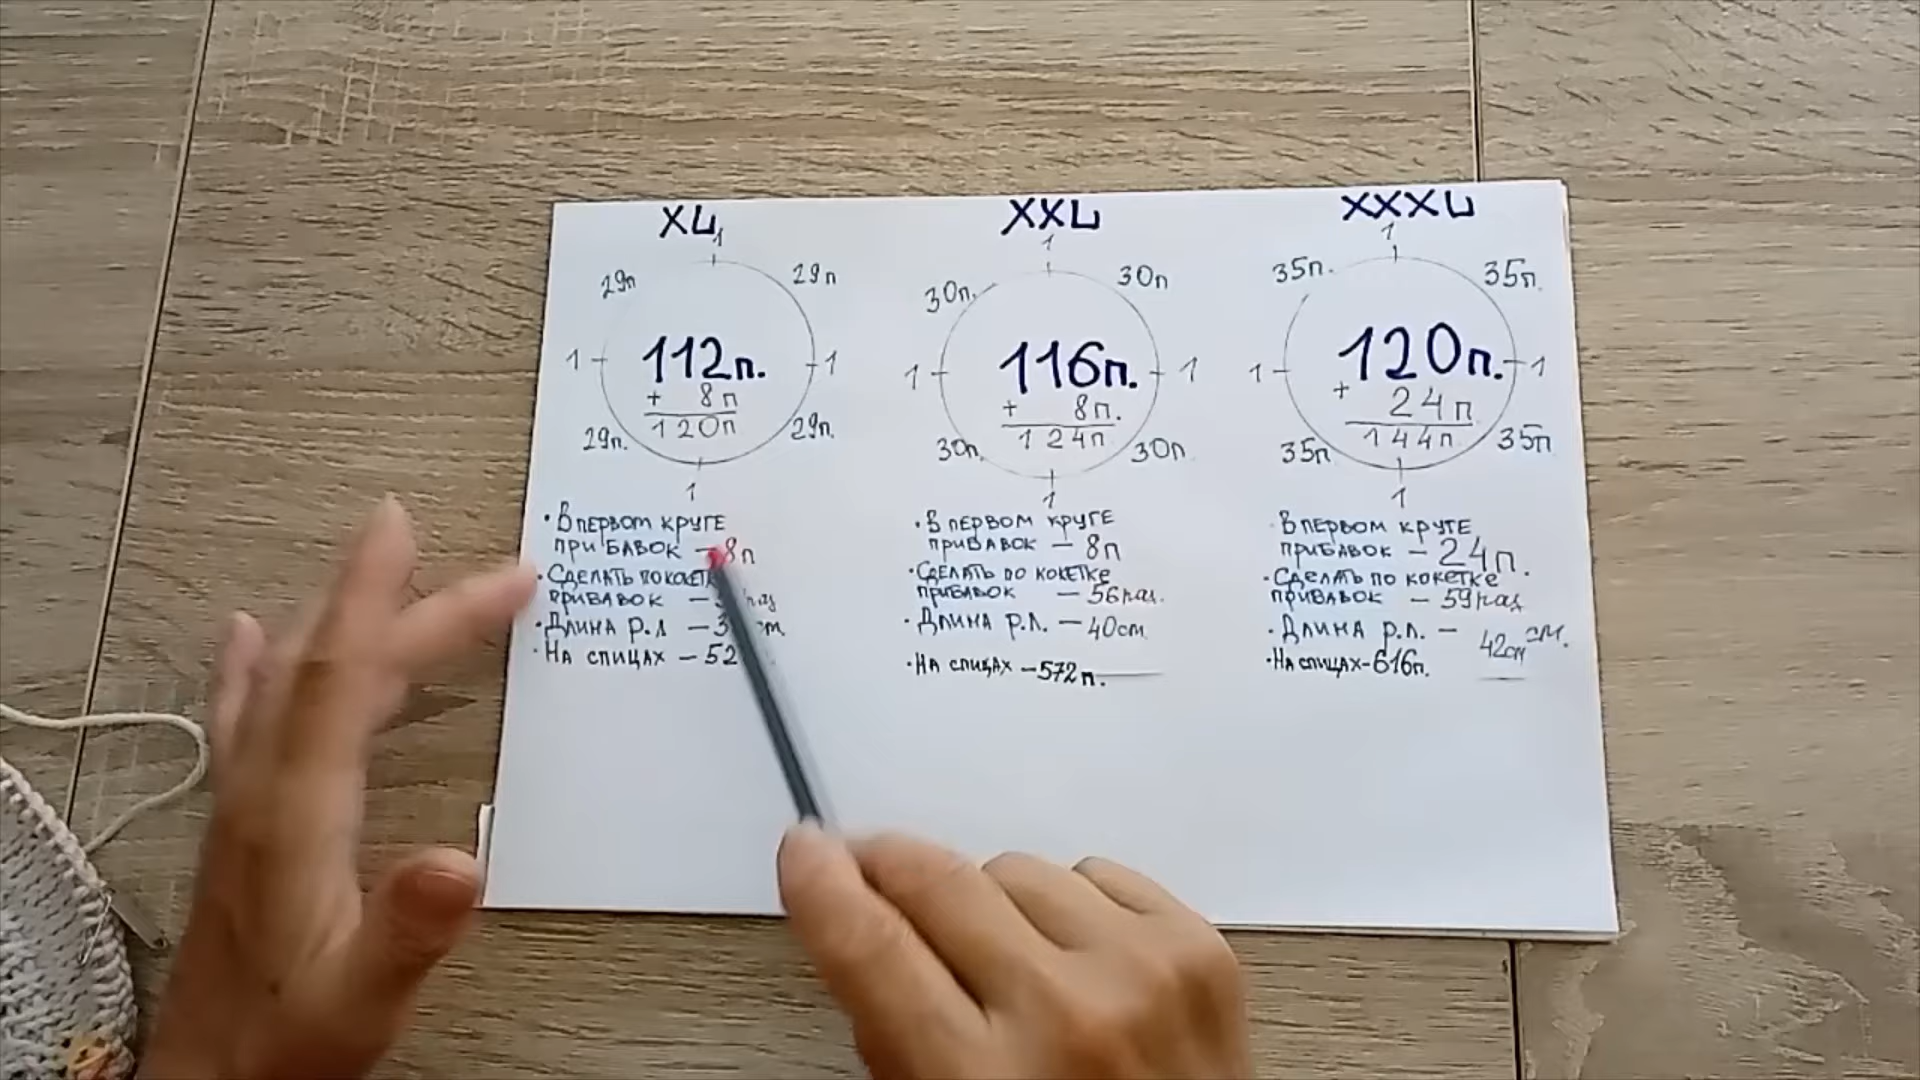 XL
1
29п
29п
1
112п.
1
+ 8п
120п
29п.
29п.
1
• В первом круге
прибавок – 8п
• Сделать по кокетке
прибавок –
• Длина р.л –
• На спицах –
XXL
1
30п.
30п
1
116п.
1
+ 8п.
124п
30п.
30п
1
• В первом круге
прибавок – 8п
• Сделать по кокетке
прибавок – 56раз.
• Длина р.л. – 40см
• На спицах – 572п.
XXXL
1
35п.
35п.
1
120п.
1
+ 24п
144п
35п
35п
1
В первом круге
прибавок – 24п.
• Сделать по кокетке
прибавок – 59раз
• Длина р.л. – 42см см.
• На спицах – 616п.